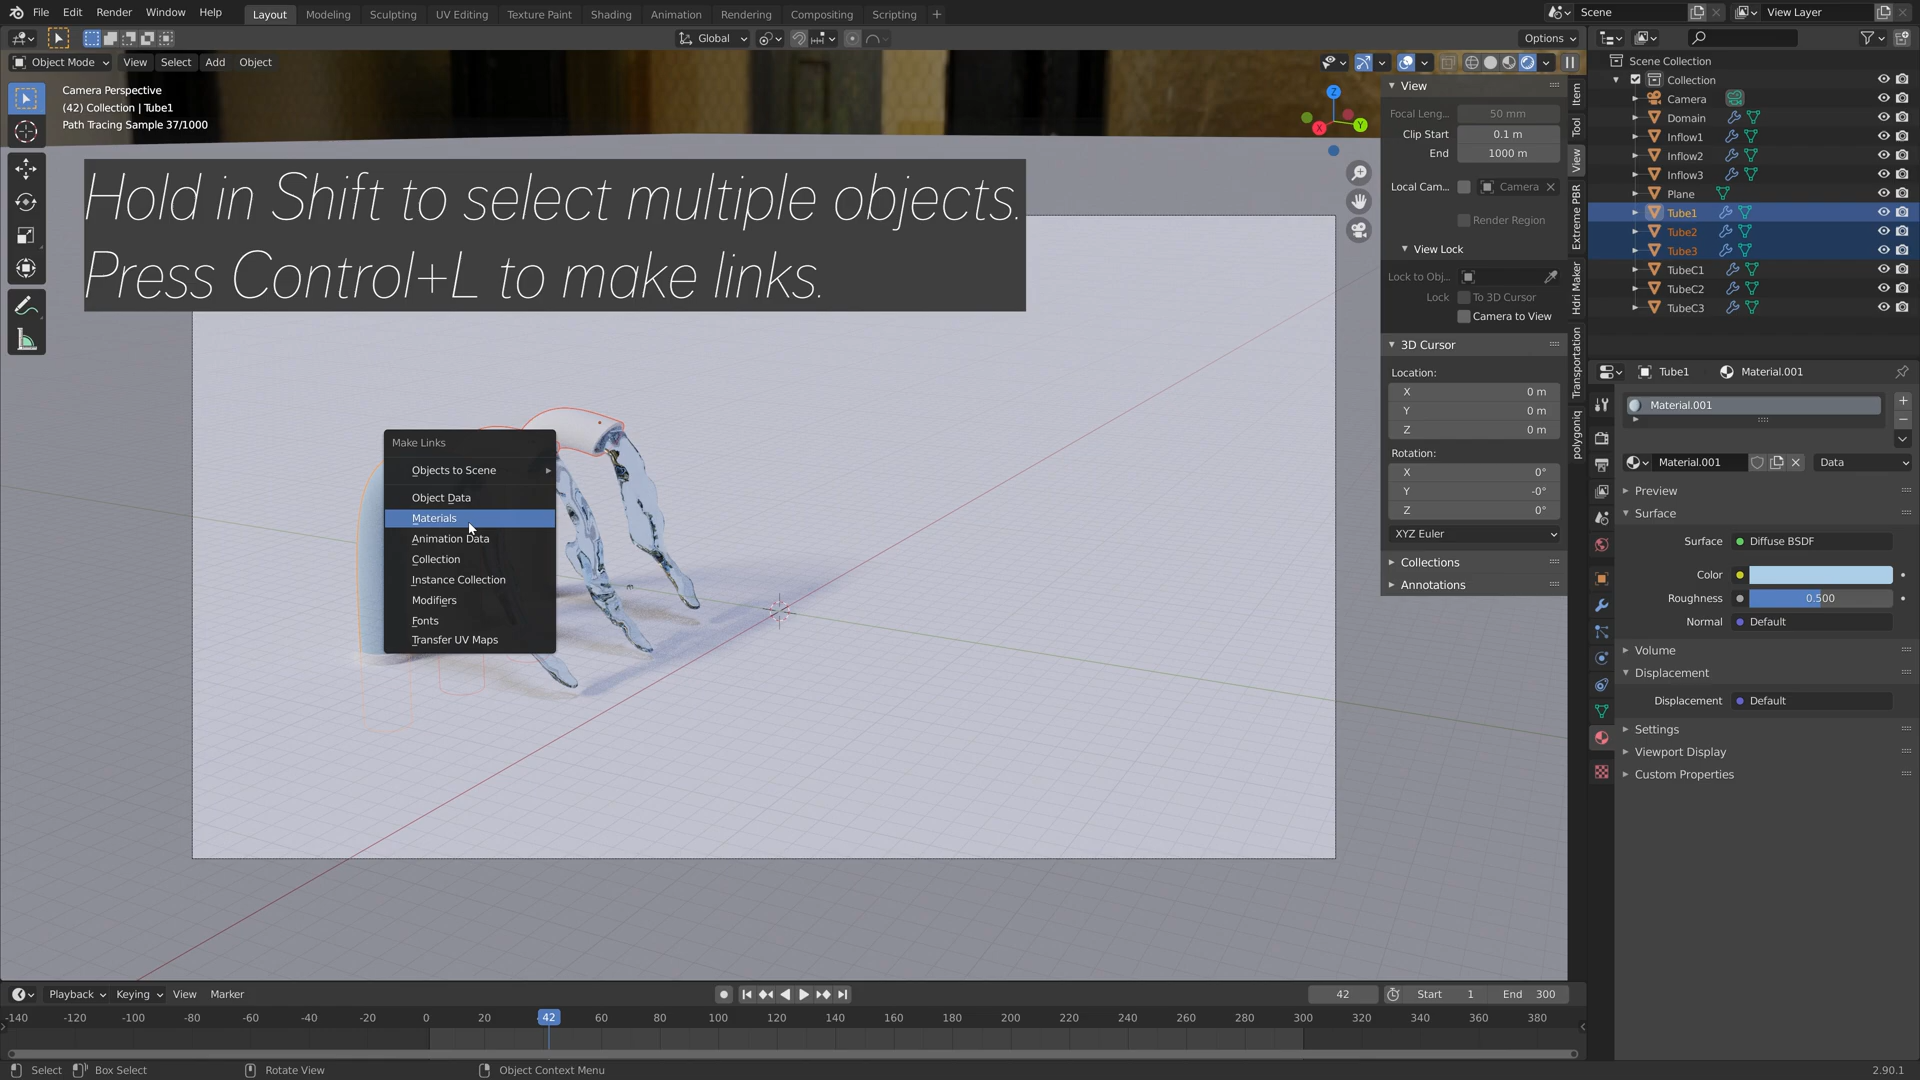 File Edit Render Window Help Layout Modeling Sculpting UV Editing Texture Paint Shading Animation Rendering Compositing Scripting + Scene View Layer
Global Options
Object Mode View Select Add Object
Camera Perspective
(42) Collection | Tube1
Path Tracing Sample 37/1000
Hold in Shift to select multiple objects.
Press Control+L to make links.
Make Links
Objects to Scene
Object Data
Materials
Animation Data
Collection
Instance Collection
Modifiers
Fonts
Transfer UV Maps
Z
X
Y
View
Focal Leng... 50 mm
Clip Start 0.1 m
End 1000 m
Local Cam... Camera
Render Region
View Lock
Lock to Obj...
Lock To 3D Cursor
Camera to View
3D Cursor
Location:
X 0 m
Y 0 m
Z 0 m
Rotation:
X 0°
Y -0°
Z 0°
XYZ Euler
Collections
Annotations
Item
Tool
View
Extreme PBR
Hdri Maker
Transportation
polygoniq
Scene Collection
Collection
Camera
Domain
Inflow1
Inflow2
Inflow3
Plane
Tube1
Tube2
Tube3
TubeC1
TubeC2
TubeC3
Tube1 Material.001
Material.001
Material.001 Data
Preview
Surface
Surface Diffuse BSDF
Color
Roughness 0.500
Normal Default
Volume
Displacement
Displacement Default
Settings
Viewport Display
Custom Properties
Playback Keying View Marker 42 Start 1 End 300
-140 -120 -100 -80 -60 -40 -20 0 20 42 60 80 100 120 140 160 180 200 220 240 260 280 300 320 340 360 380
Select Box Select Rotate View Object Context Menu 2.90.1